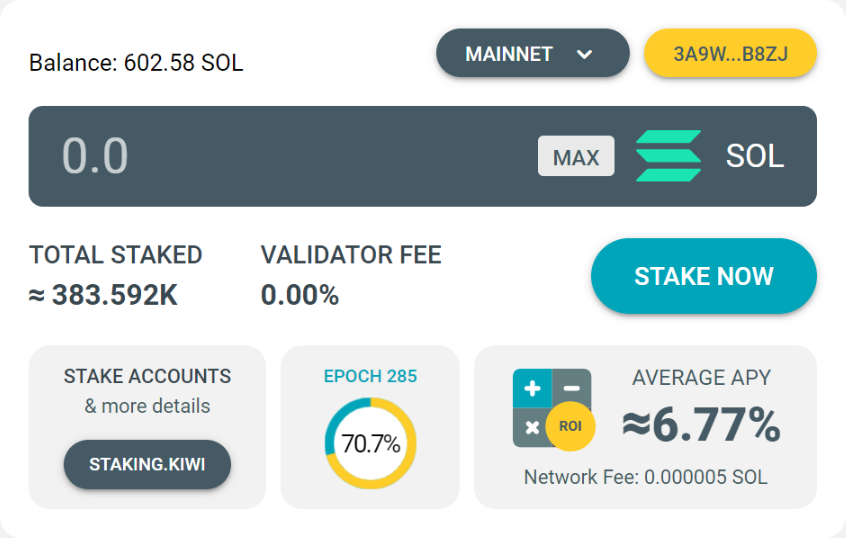 Balance: 602.58 SOL
MAINNET
3A9W...B8ZJ
0.0
MAX
SOL
TOTAL STAKED
≈ 383.592K
VALIDATOR FEE
0.00%
STAKE NOW
STAKE ACCOUNTS
& more details
STAKING.KIWI
EPOCH 285
70.7%
ROI
AVERAGE APY
≈6.77%
Network Fee: 0.000005 SOL